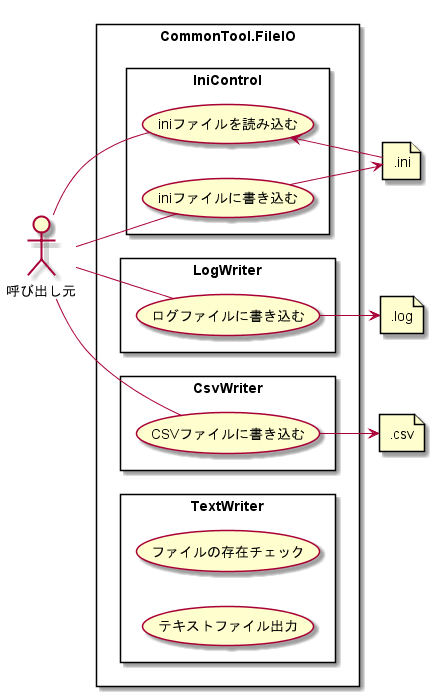 CommonTool.FileIO
IniControl
iniファイルを読み込む
.ini
iniファイルに書き込む
呼び出し元
LogWriter
ログファイルに書き込む
.log
CsvWriter
CSVファイルに書き込む
.csv
TextWriter
ファイルの存在チェック
テキストファイル出力